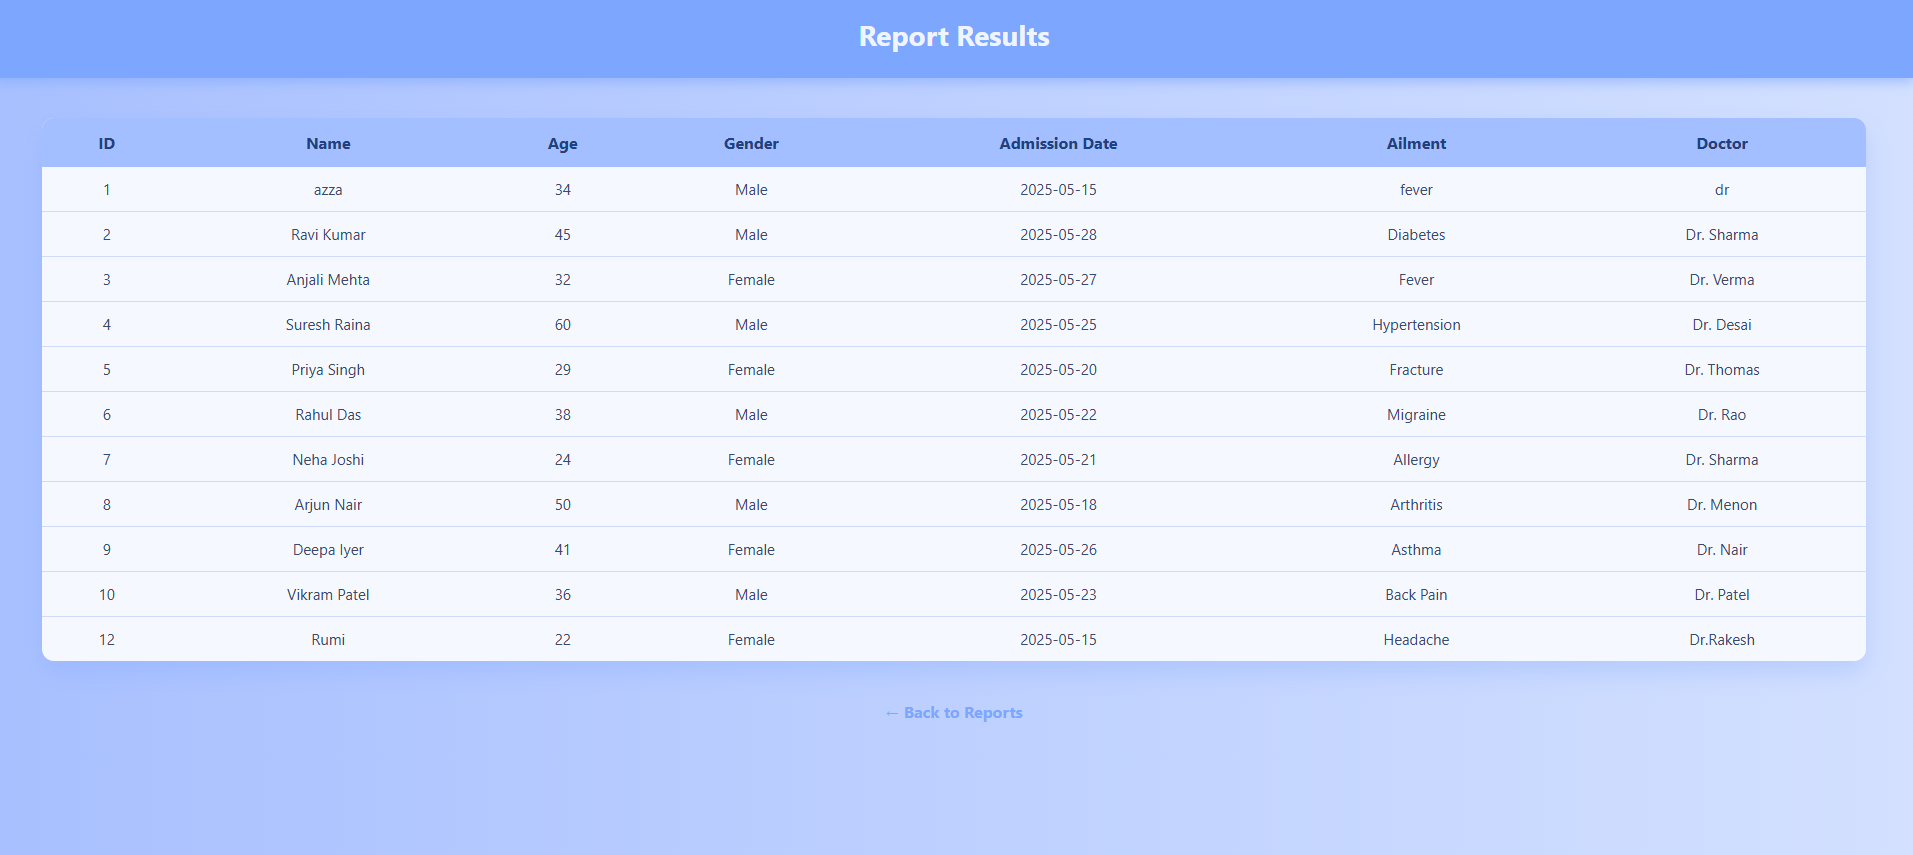 Report Results
ID Name Age Gender Admission Date Ailment Doctor
1 azza 34 Male 2025-05-15 fever dr
2 Ravi Kumar 45 Male 2025-05-28 Diabetes Dr. Sharma
3 Anjali Mehta 32 Female 2025-05-27 Fever Dr. Verma
4 Suresh Raina 60 Male 2025-05-25 Hypertension Dr. Desai
5 Priya Singh 29 Female 2025-05-20 Fracture Dr. Thomas
6 Rahul Das 38 Male 2025-05-22 Migraine Dr. Rao
7 Neha Joshi 24 Female 2025-05-21 Allergy Dr. Sharma
8 Arjun Nair 50 Male 2025-05-18 Arthritis Dr. Menon
9 Deepa Iyer 41 Female 2025-05-26 Asthma Dr. Nair
10 Vikram Patel 36 Male 2025-05-23 Back Pain Dr. Patel
12 Rumi 22 Female 2025-05-15 Headache Dr.Rakesh
← Back to Reports